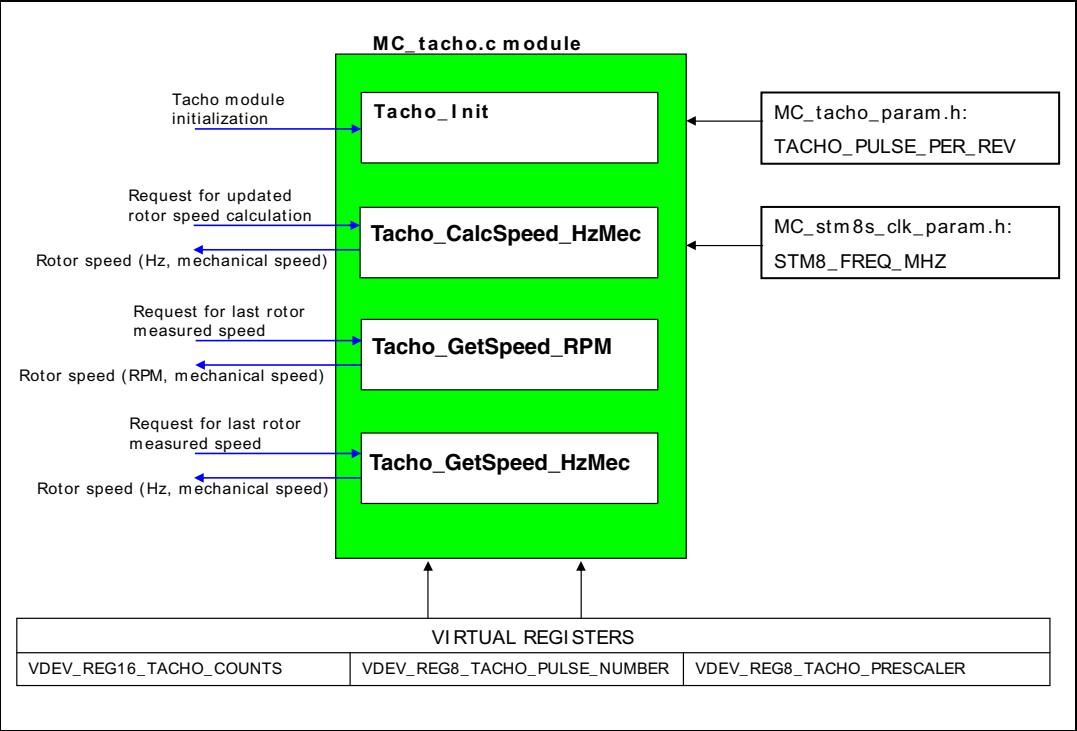 MC_tacho.c module
Tacho module
initialization
Tacho_Init
MC_tacho_param.h:
TACHO_PULSE_PER_REV
Request for updated
rotor speed calculation
Rotor speed (Hz, mechanical speed)
Tacho_CalcSpeed_HzMec
MC_stm8s_clk_param.h:
STM8_FREQ_MHZ
Request for last rotor
measured speed
Rotor speed (RPM, mechanical speed)
Tacho_GetSpeed_RPM
Request for last rotor
measured speed
Rotor speed (Hz, mechanical speed)
Tacho_GetSpeed_HzMec
VIRTUAL REGISTERS
VDEV_REG16_TACHO_COUNTS
VDEV_REG8_TACHO_PULSE_NUMBER
VDEV_REG8_TACHO_PRESCALER